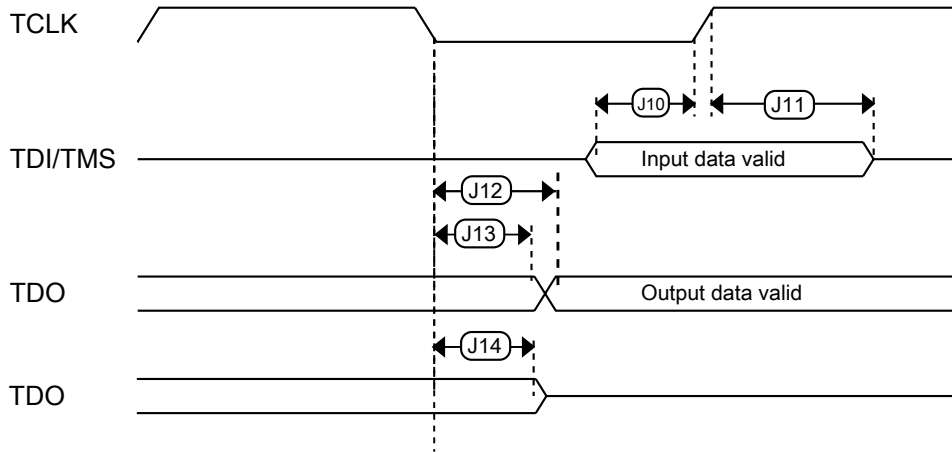 TCLK
J10
J11
TDI/TMS
Input data valid
J12
J13
TDO
Output data valid
J14
TDO